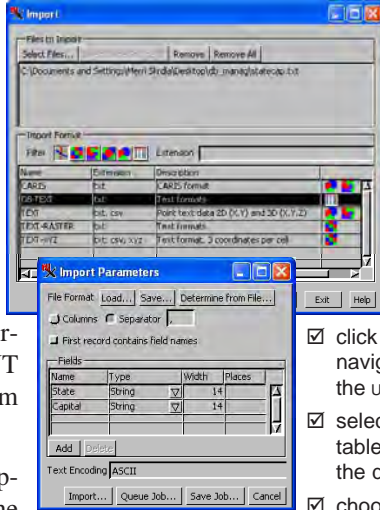 Import
Files to Import
Select Files... Remove Remove All
C:\Documents and Settings\Merri Skrdla\Desktop\db_manag\statecap.txt
Import Format
Filter Extension
Name Extension Description
CARIS txt CARIS format
DB-TEXT txt Text formats
TEXT txt, csv Point text data 2D (X,Y) and 3D (X,Y,Z)
TEXT-RASTER txt Text formats
TEXT-XYZ txt, csv, xyz Text format, 3 coordinates per cell
Exit Help
Import Parameters
File Format Load... Save... Determine from File...
Columns Separator ,
First record contains field names
Fields
Name Type Width Places
State String 14
Capital String 14
Add Delete
Text Encoding ASCII
Import... Queue Job... Save Job... Cancel
er-
NT
m
p-
he
☑ click
navig
the u
☑ selec
table
the d
☑ choo